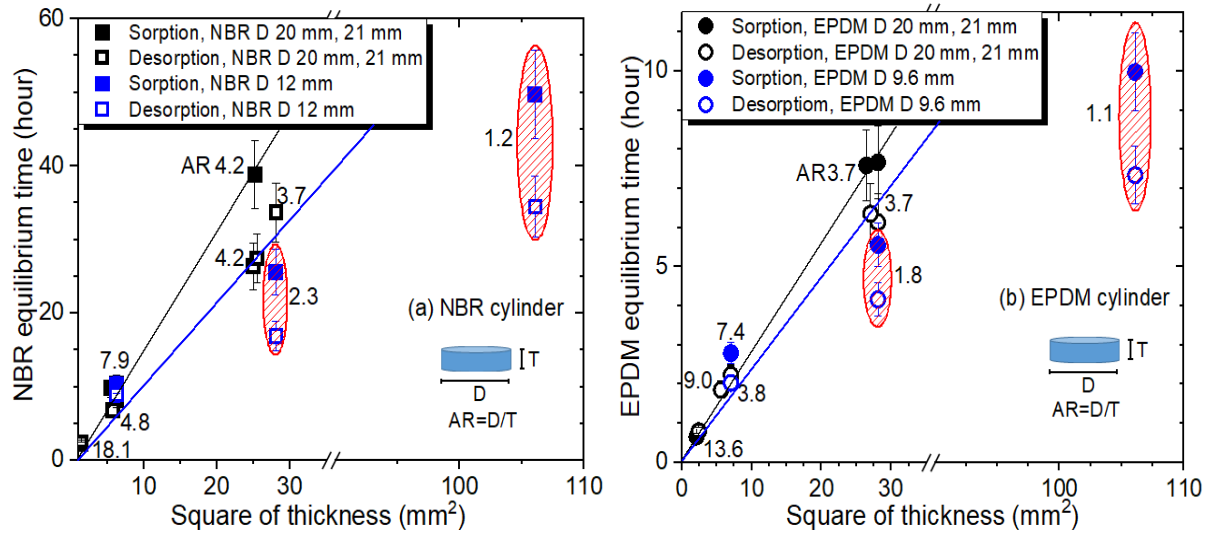 60
40
20
0
NBR equilibrium time (hour)
Sorption, NBR D 20 mm, 21 mm
Desorption, NBR D 20 mm, 21 mm
Sorption, NBR D 12 mm
Desorption, NBR D 12 mm
AR 4.2
3.7
4.2
2.3
1.2
7.9
4.8
18.1
(a) NBR cylinder
T
D
AR=D/T
10 20 30 100 110
Square of thickness (mm²)
10
5
0
EPDM equilibrium time (hour)
Sorption, EPDM D 20 mm, 21 mm
Desorption, EPDM D 20 mm, 21 mm
Sorption, EPDM D 9.6 mm
Desorption, EPDM D 9.6 mm
AR3.7
3.7
1.8
1.1
7.4
9.0
3.8
13.6
(b) EPDM cylinder
T
D
AR=D/T
0 10 20 30 100 110
Square of thickness (mm²)